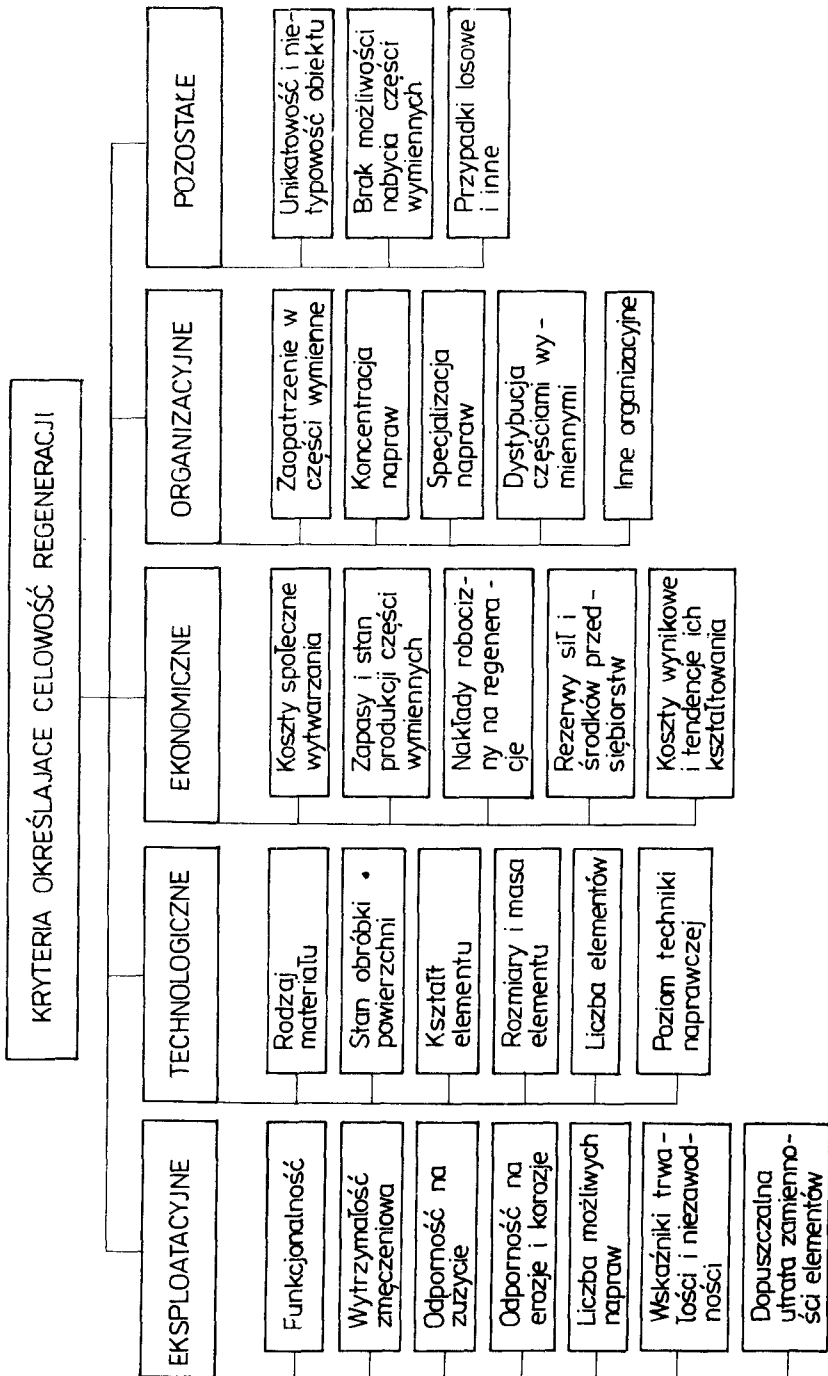 KRYTERIA OKREŚLAJACE CELOWOŚĆ REGENERACJI
EKSPLOATACYJNE
Funkcjonalność
Wytrzymałość
zmęczeniowa
Odporność na
zużycie
Odporność na
erozje i korozje
Liczba możliwych
napraw
Wskaźniki trwa-
łości i niezawod-
ności
Dopuszczalna
utrata zamienno-
ści elementów
TECHNOLOGICZNE
Rodzaj
materiału
Stan obróbki
powierzchni
Kształt
elementu
Rozmiary i masa
elementu
Liczba elementów
Poziom techniki
naprawczej
EKONOMICZNE
Koszty społeczne
wytwarzania
Zapasy i stan
produkcji części
wymiennych
Nakłady robociz-
ny na regenera-
cje
Rezerwy sił i
środków przed-
siębiorstw
Koszty wynikowe
i tendencje ich
kształtowania
ORGANIZACYJNE
Zaopatrzenie w
części wymienne
Koncentracja
napraw
Specjalizacja
napraw
Dystybucja
częściami wy-
miennymi
Inne organizacyjne
POZOSTAŁE
Unikatowość i nie-
typowość obiektu
Brak możliwości
nabycia części
wymiennych
Przypadki losowe
i inne